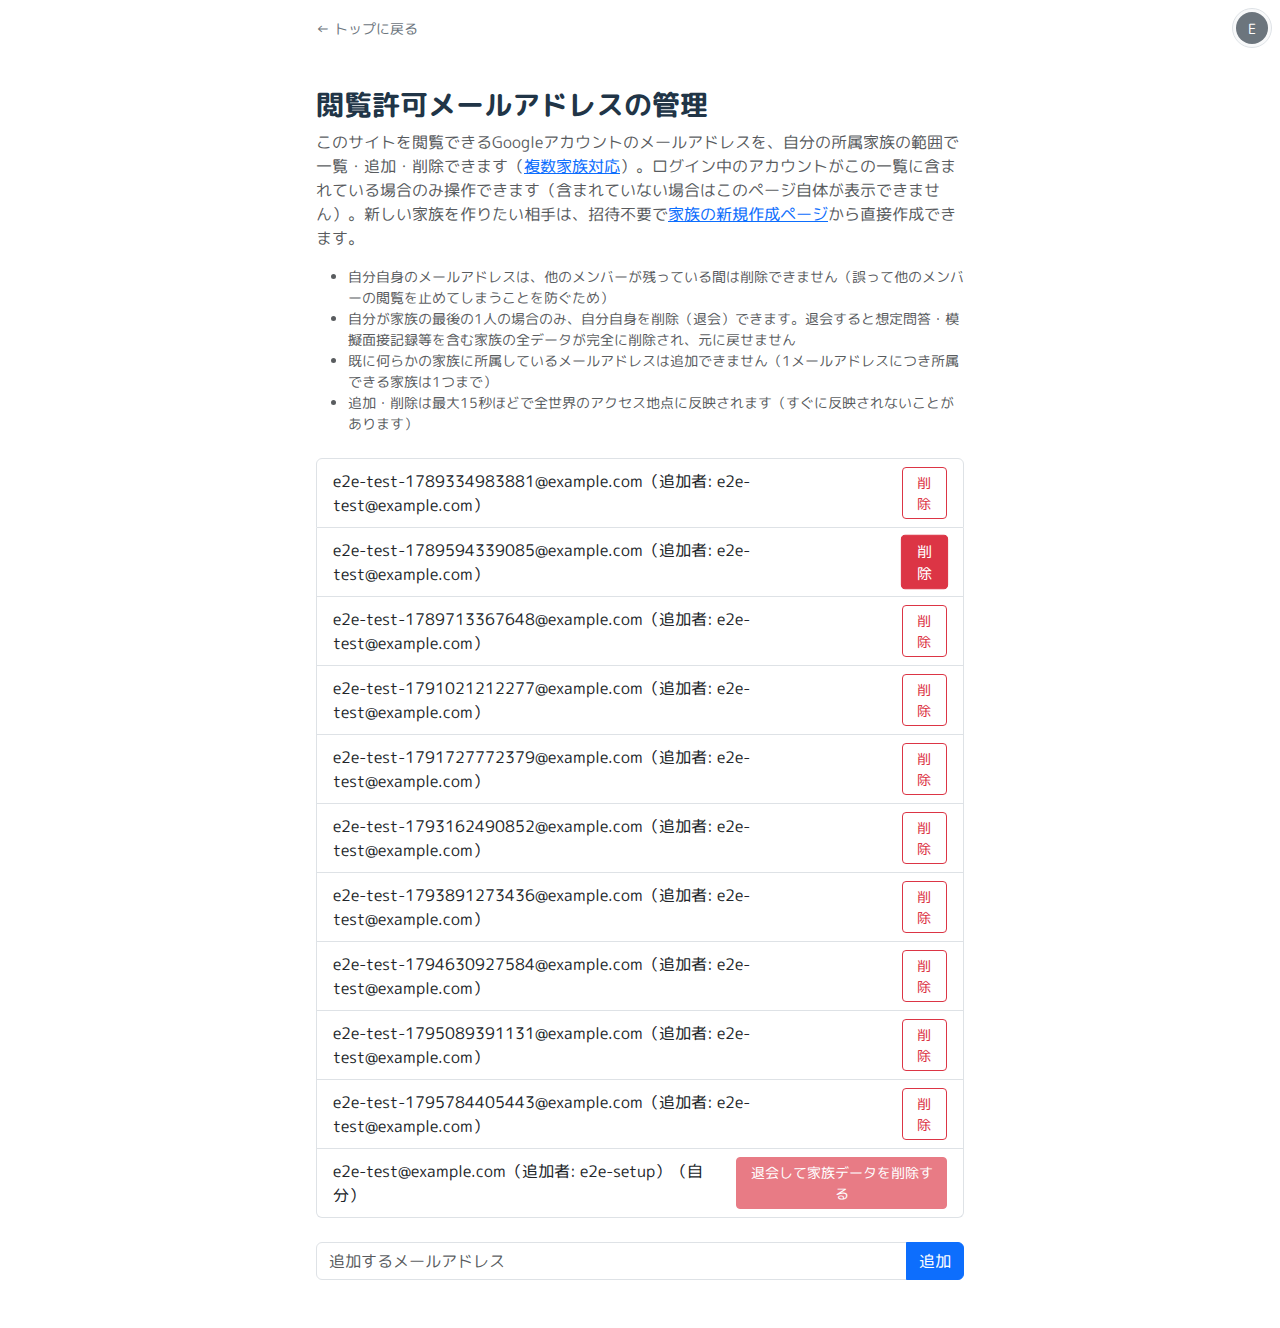 ← トップに戻る
E
閲覧許可メールアドレスの管理
このサイトを閲覧できるGoogleアカウントのメールアドレスを、自分の所属家族の範囲で
一覧・追加・削除できます（複数家族対応）。ログイン中のアカウントがこの一覧に含ま
れている場合のみ操作できます（含まれていない場合はこのページ自体が表示できませ
ん）。新しい家族を作りたい相手は、招待不要で家族の新規作成ページから直接作成でき
ます。
• 自分自身のメールアドレスは、他のメンバーが残っている間は削除できません（誤って他のメンバ
ーの閲覧を止めてしまうことを防ぐため）
• 自分が家族の最後の1人の場合のみ、自分自身を削除（退会）できます。退会すると想定問答・模
擬面接記録等を含む家族の全データが完全に削除され、元に戻せません
• 既に何らかの家族に所属しているメールアドレスは追加できません（1メールアドレスにつき所属
できる家族は1つまで）
• 追加・削除は最大15秒ほどで全世界のアクセス地点に反映されます（すぐに反映されないことが
あります）
e2e-test-1789334983881@example.com（追加者: e2e-
test@example.com）
削
除
e2e-test-1789594339085@example.com（追加者: e2e-
test@example.com）
削
除
e2e-test-1789713367648@example.com（追加者: e2e-
test@example.com）
削
除
e2e-test-1791021212277@example.com（追加者: e2e-
test@example.com）
削
除
e2e-test-1791727772379@example.com（追加者: e2e-
test@example.com）
削
除
e2e-test-1793162490852@example.com（追加者: e2e-
test@example.com）
削
除
e2e-test-1793891273436@example.com（追加者: e2e-
test@example.com）
削
除
e2e-test-1794630927584@example.com（追加者: e2e-
test@example.com）
削
除
e2e-test-1795089391131@example.com（追加者: e2e-
test@example.com）
削
除
e2e-test-1795784405443@example.com（追加者: e2e-
test@example.com）
削
除
e2e-test@example.com（追加者: e2e-setup）（自
分）
退会して家族データを削除す
る
追加するメールアドレス
追加